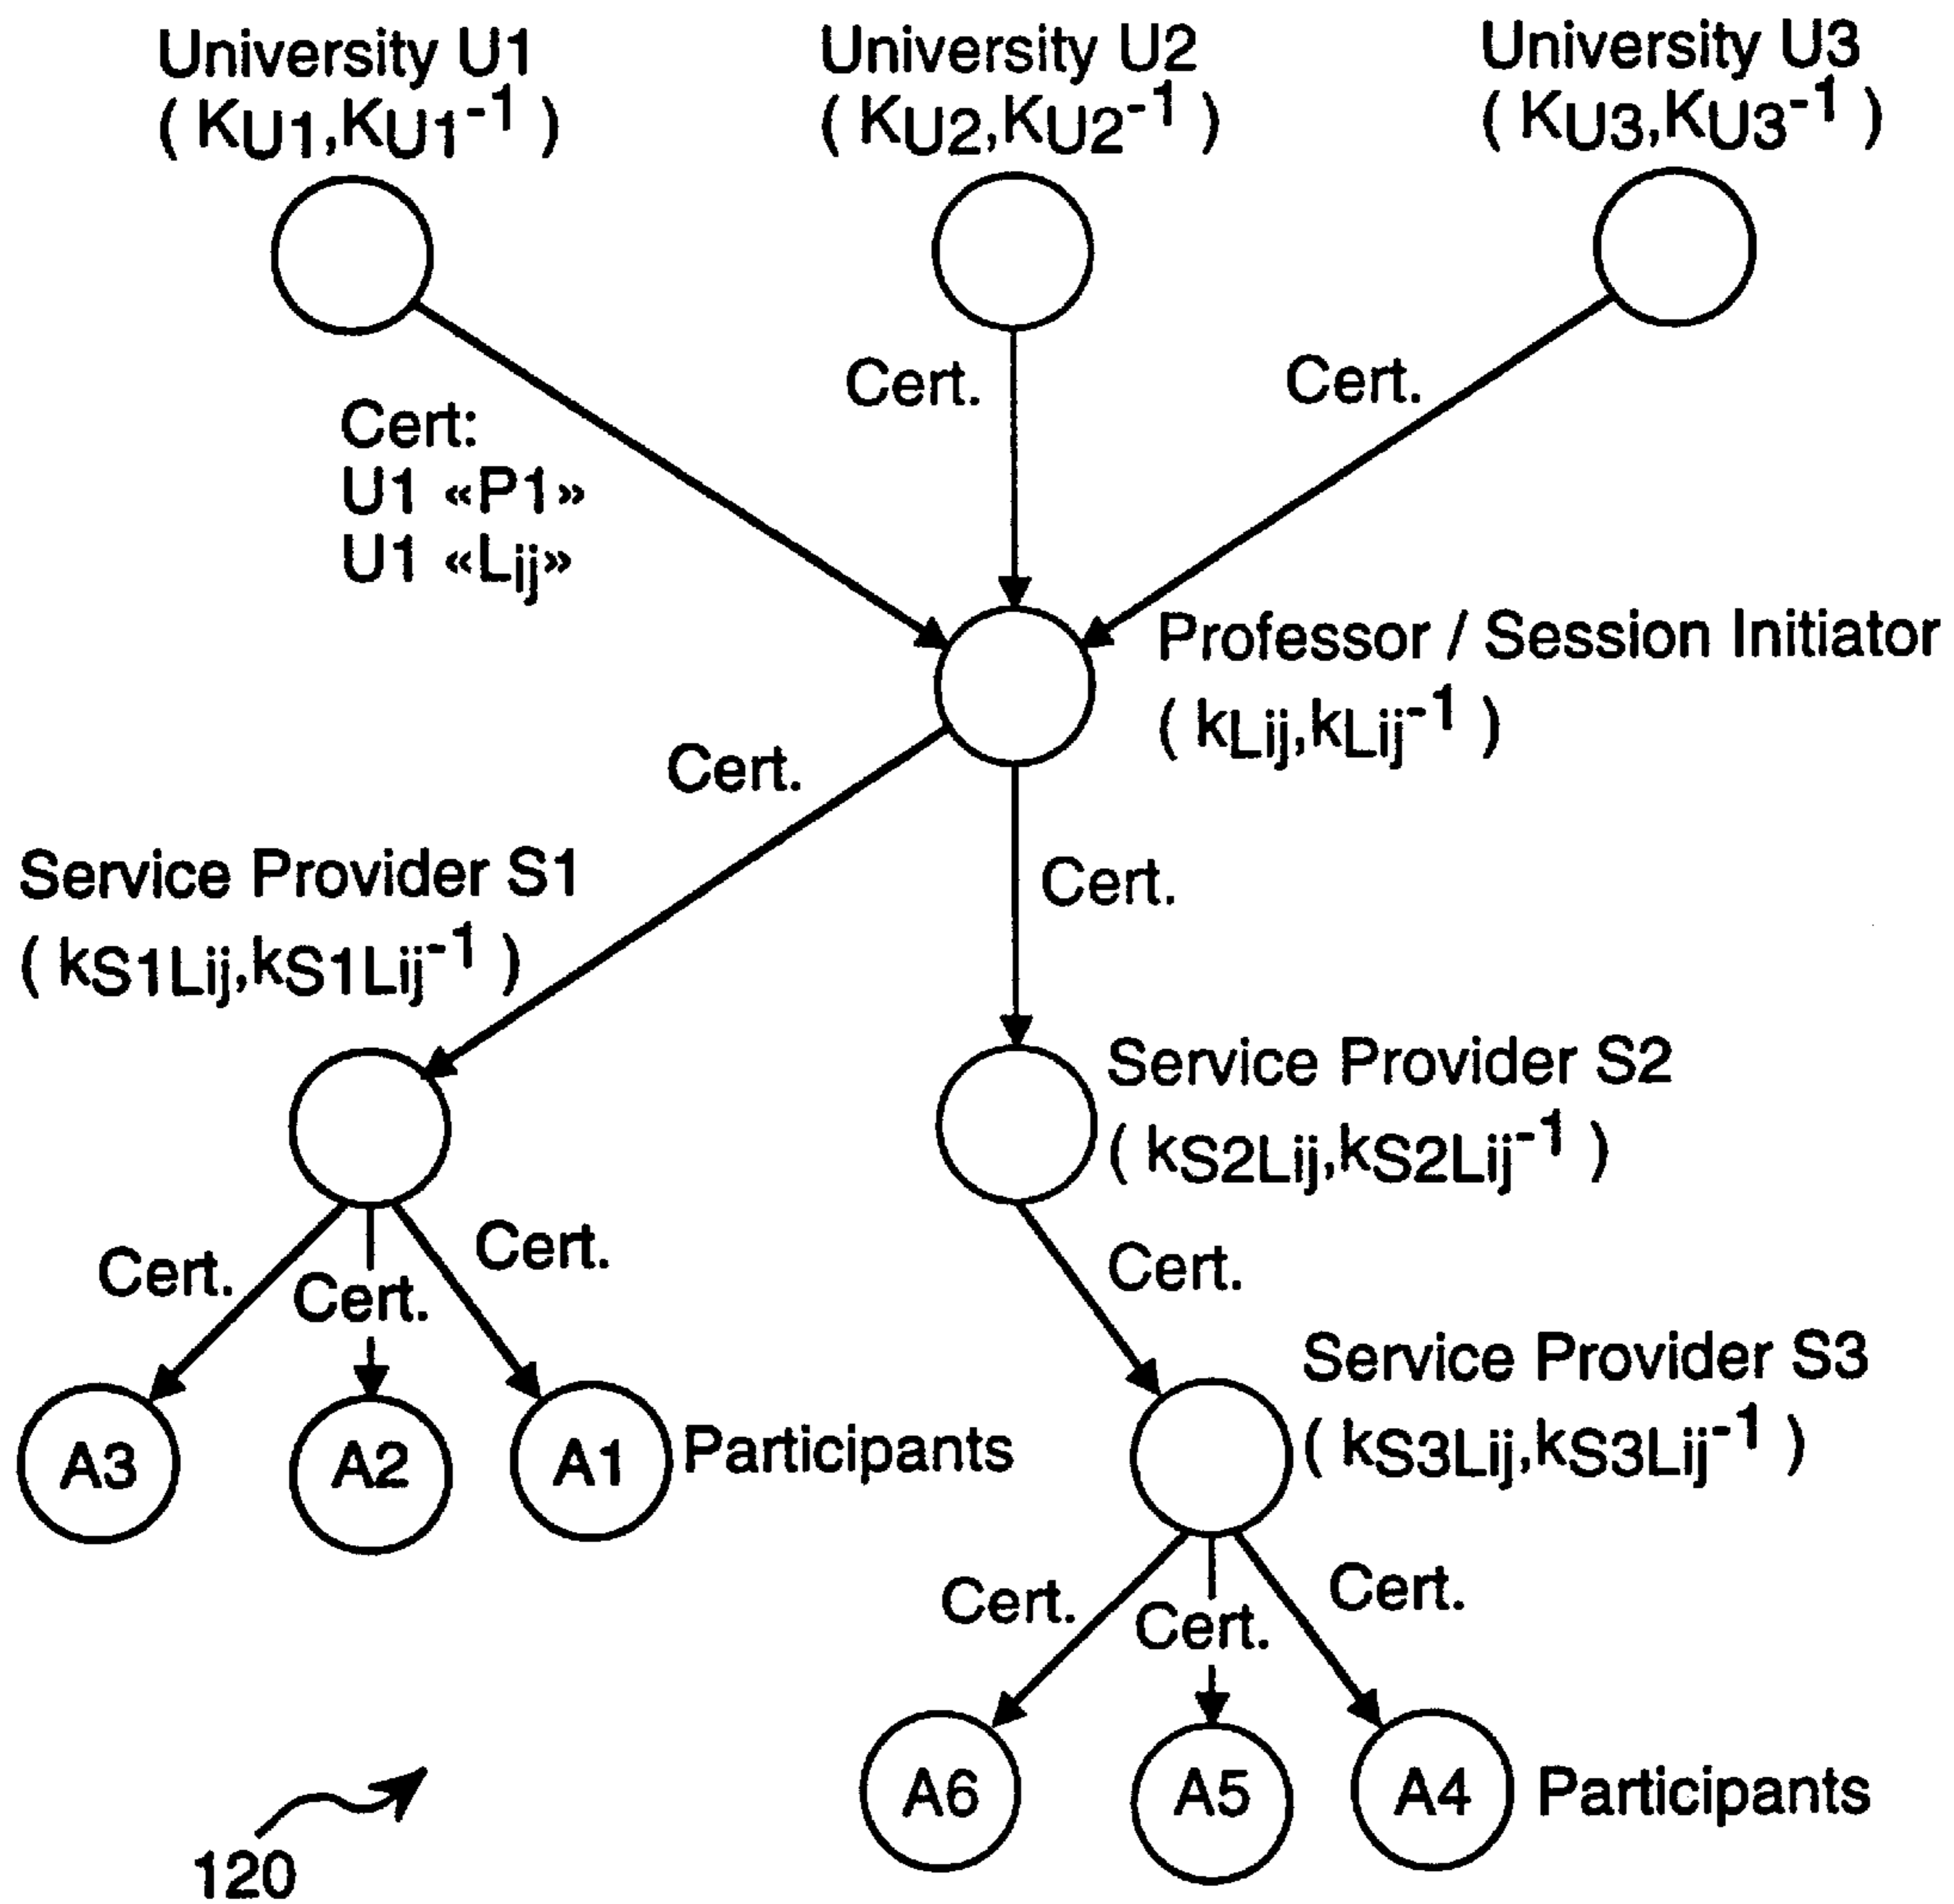 University U1
( KU1,KU1-1 )
University U2
( KU2,KU2-1 )
University U3
( KU3,KU3-1 )
Cert:
U1 «P1»
U1 «Lij»
Cert.
Cert.
Professor / Session Initiator
( kLij,kLij-1 )
Cert.
Cert.
Service Provider S1
( kS1Lij,kS1Lij-1 )
Service Provider S2
( kS2Lij,kS2Lij-1 )
Cert.
Cert.
Cert.
Cert.
Service Provider S3
( kS3Lij,kS3Lij-1 )
A3
A2
A1
Participants
Cert.
Cert.
Cert.
A6
A5
A4
Participants
120